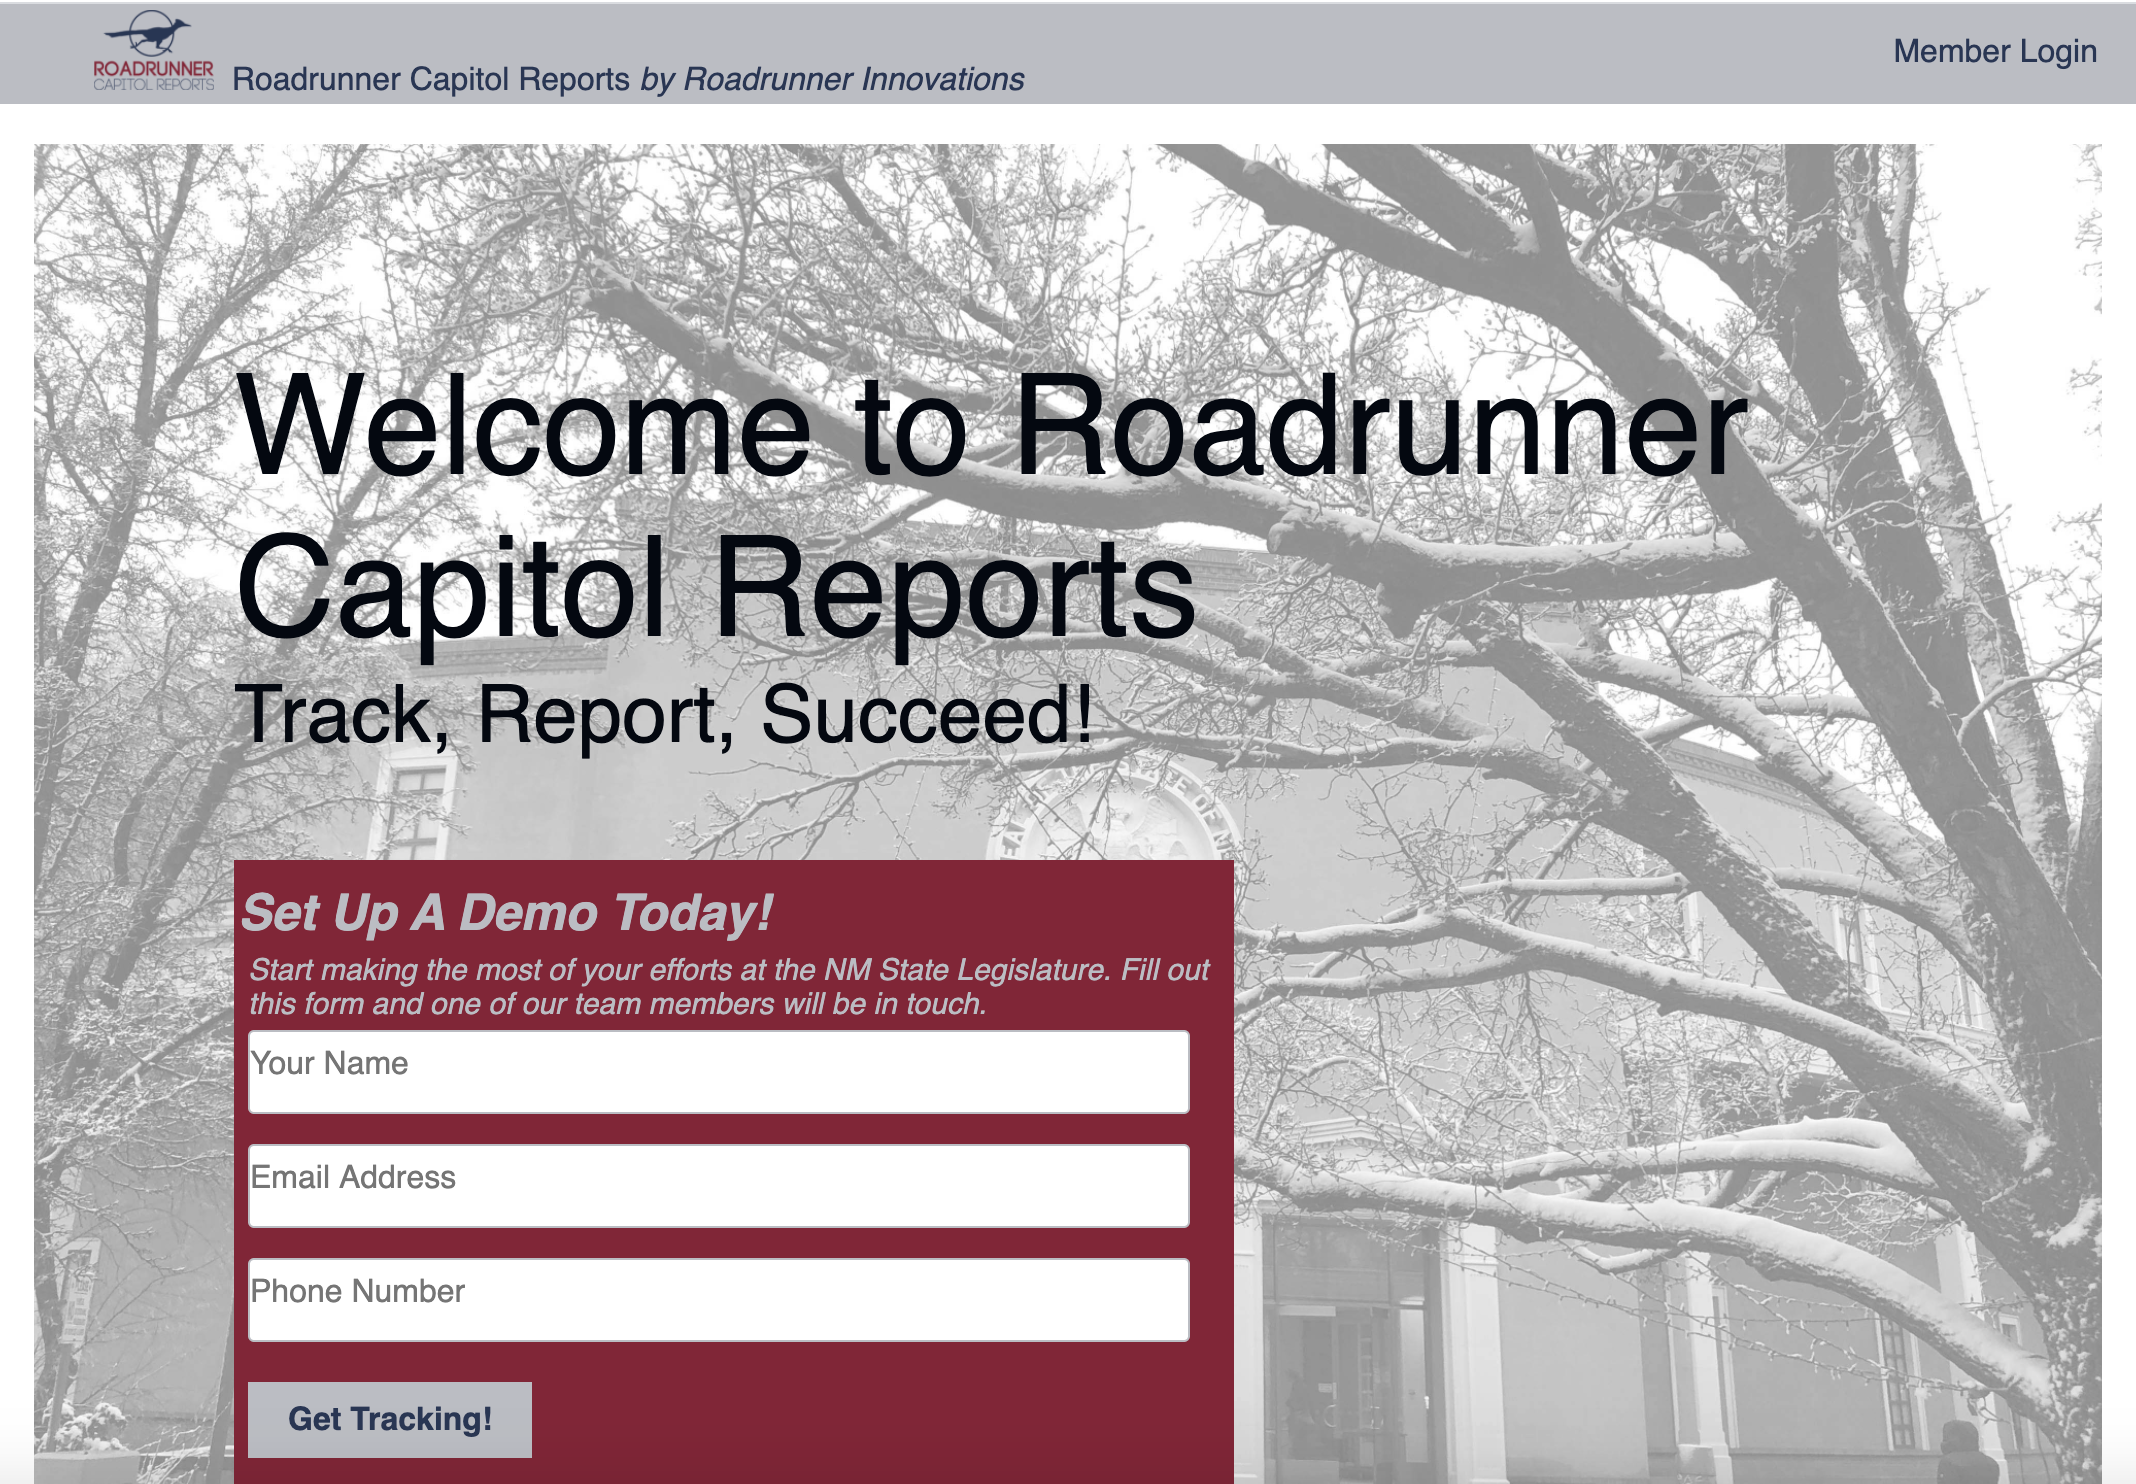 ROADRUNNER
CAPITOL REPORTS
Roadrunner Capitol Reports by Roadrunner Innovations
Member Login
Welcome to Roadrunner
Capitol Reports
Track, Report, Succeed!
Set Up A Demo Today!
Start making the most of your efforts at the NM State Legislature. Fill out
this form and one of our team members will be in touch.
Your Name
Email Address
Phone Number
Get Tracking!